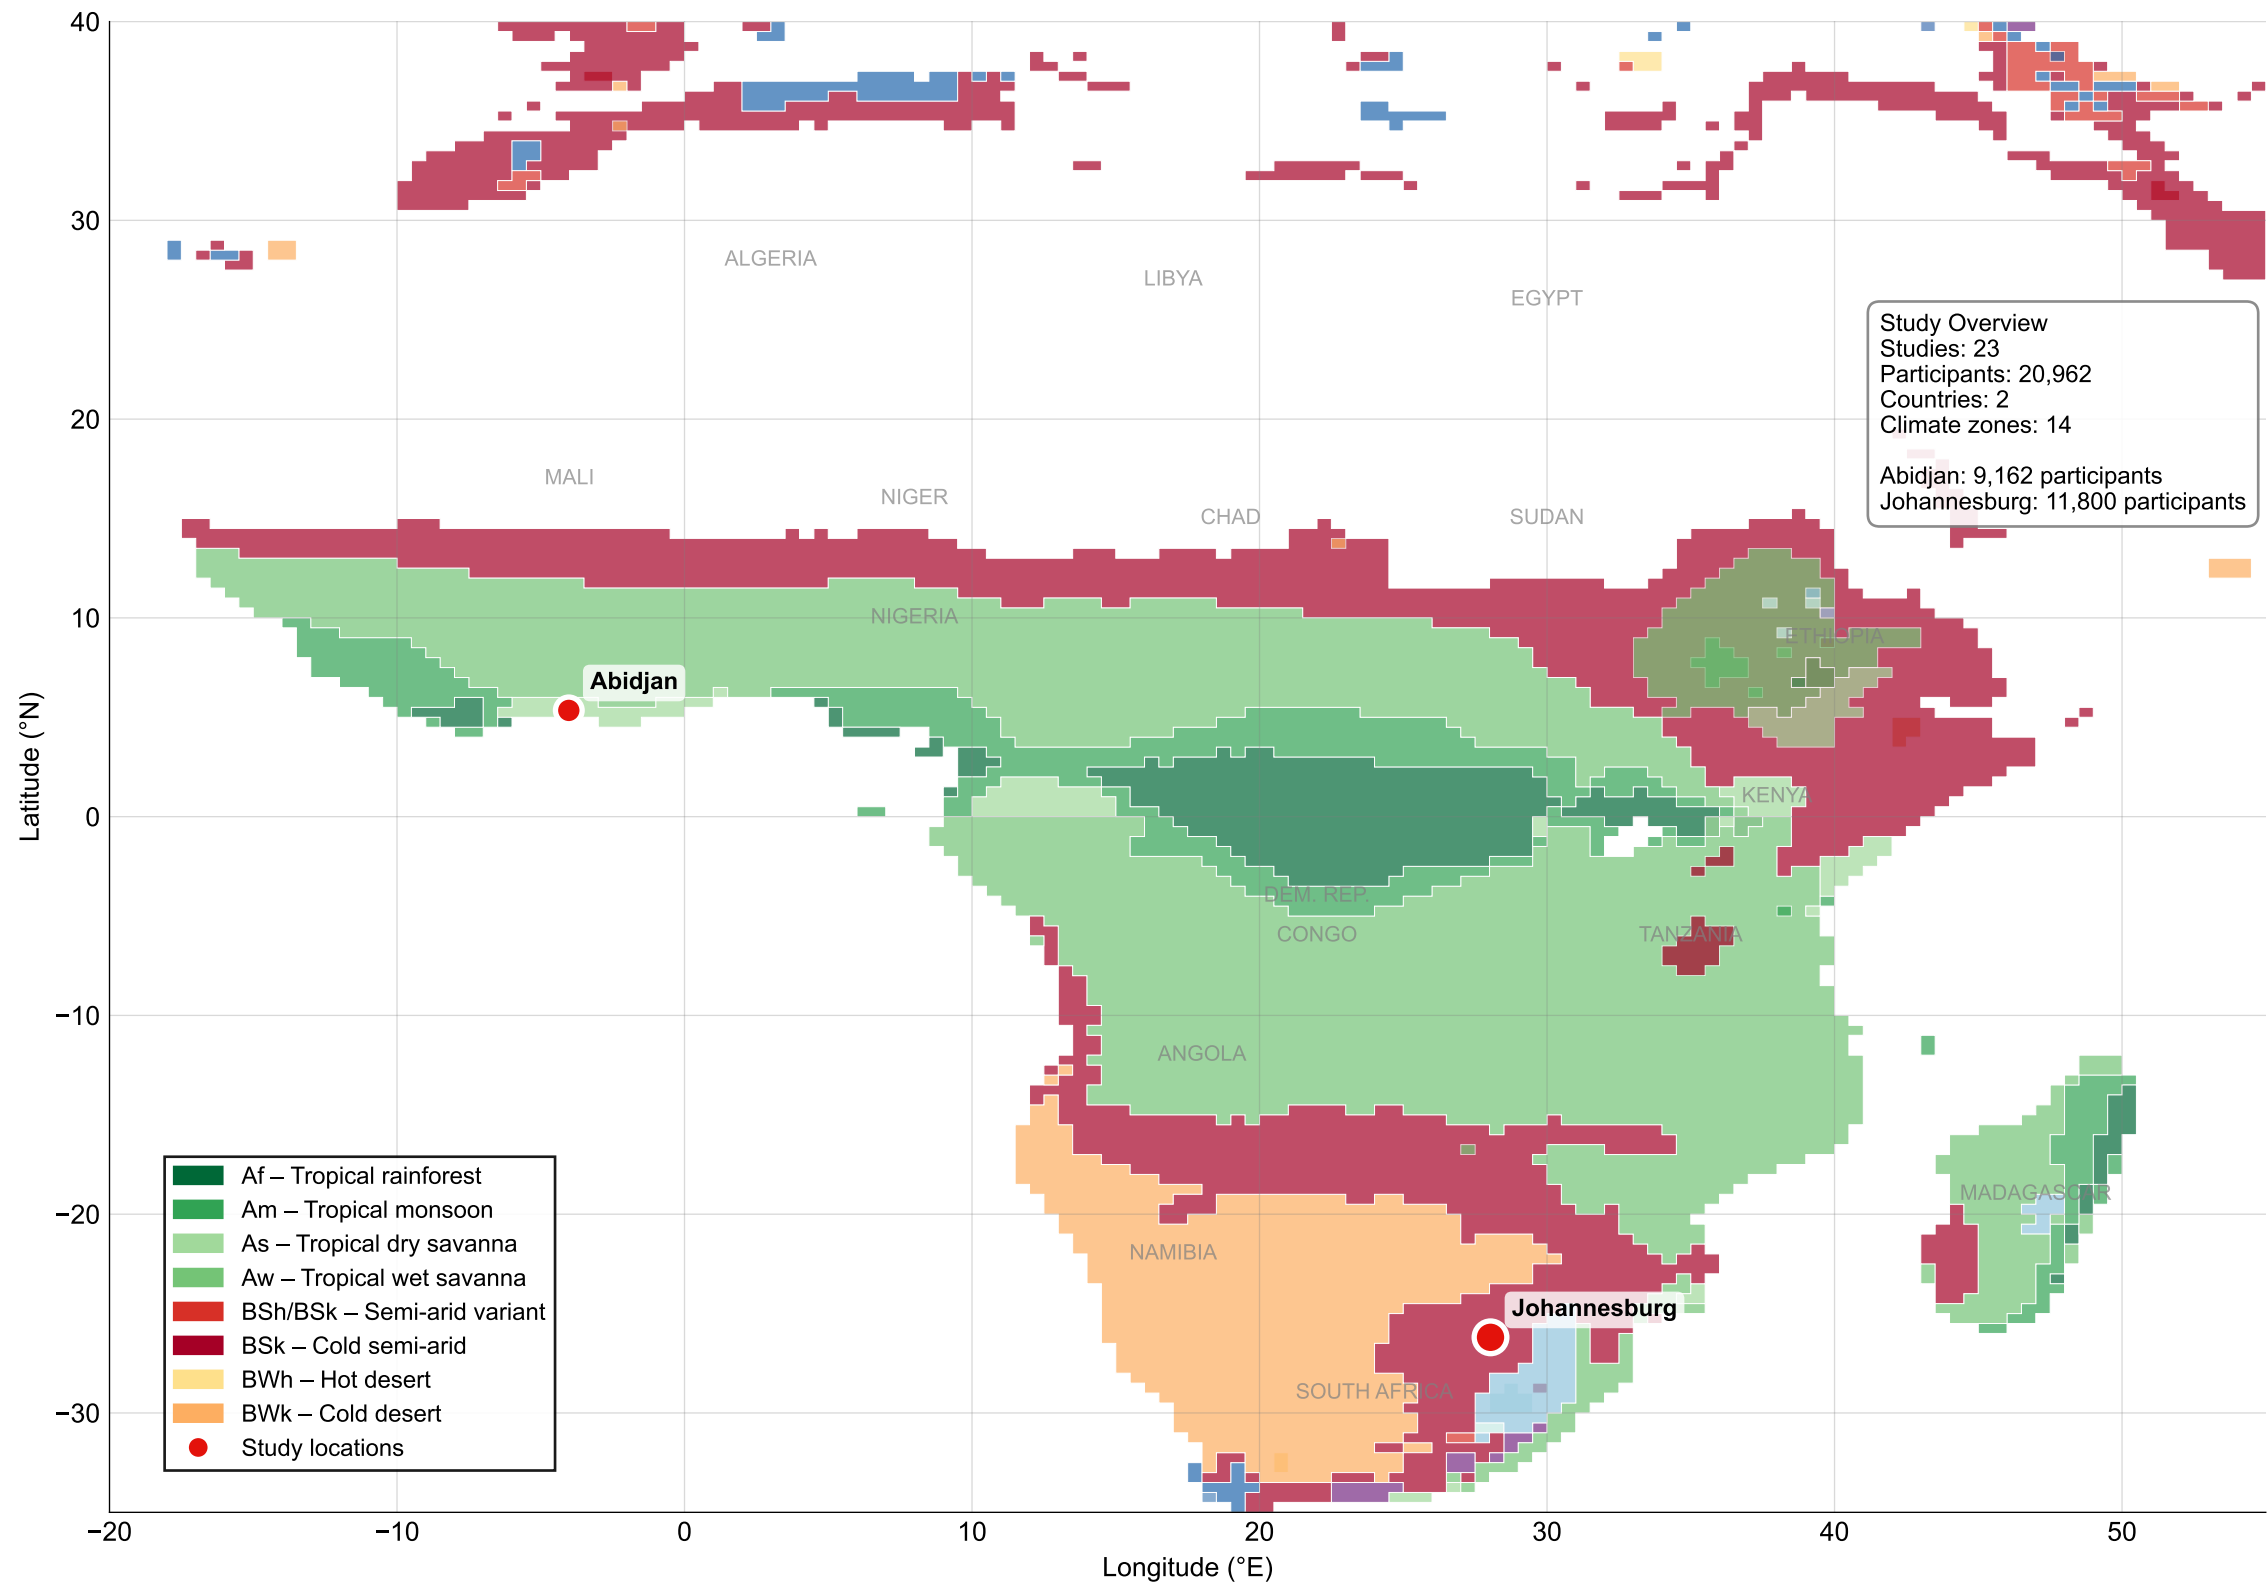 40
30
20
10
0
−10
−20
−30
Latitude (°N)
ALGERIA
LIBYA
EGYPT
Study Overview
Studies: 23
Participants: 20,962
Countries: 2
Climate zones: 14
Abidjan: 9,162 participants
Johannesburg: 11,800 participants
MALI
NIGER
CHAD
SUDAN
NIGERIA
ETHIOPIA
Abidjan
KENYA
DEM. REP.
CONGO
TANZANIA
ANGOLA
MADAGASCAR
NAMIBIA
Johannesburg
SOUTH AFRICA
Af – Tropical rainforest
Am – Tropical monsoon
As – Tropical dry savanna
Aw – Tropical wet savanna
BSh/BSk – Semi-arid variant
BSk – Cold semi-arid
BWh – Hot desert
BWk – Cold desert
Study locations
−20
−10
0
10
20
30
40
50
Longitude (°E)